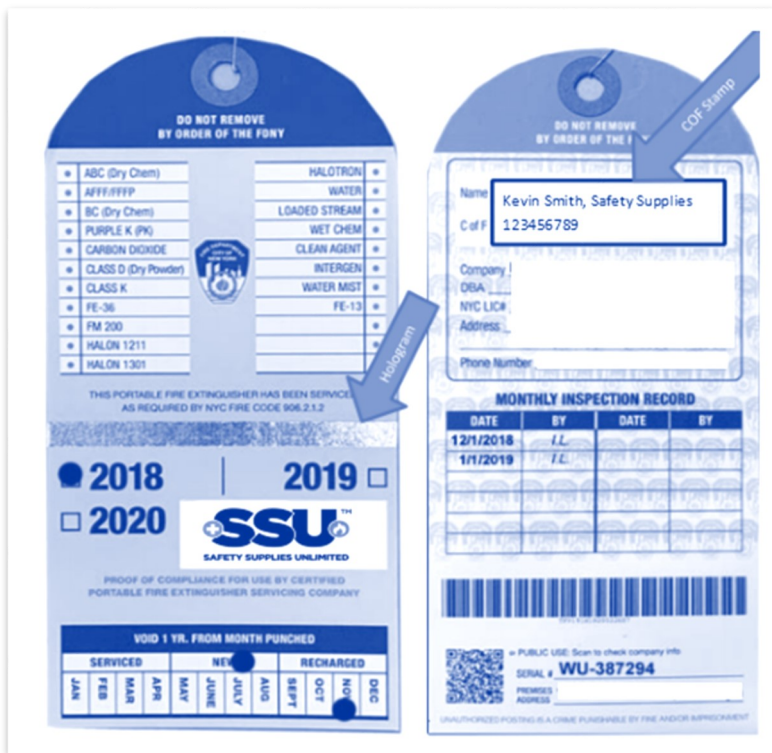 DO NOT REMOVE
BY ORDER OF THE FDNY
ABC (Dry Chem)
AFFF/FFFP
BC (Dry Chem)
PURPLE K (PK)
CARBON DIOXIDE
CLASS D (Dry Powder)
CLASS K
FE-36
FM 200
HALON 1211
HALON 1301
FIRE DEPARTMENT
CITY OF
NEW YORK
HALOTRON
WATER
LOADED STREAM
WET CHEM
CLEAN AGENT
INTERGEN
WATER MIST
FE-13
Hologram
THIS PORTABLE FIRE EXTINGUISHER HAS BEEN SERVICED
AS REQUIRED BY NYC FIRE CODE 906.2.1.2
2018 2019
2020
SSU™
SAFETY SUPPLIES UNLIMITED
PROOF OF COMPLIANCE FOR USE BY CERTIFIED
PORTABLE FIRE EXTINGUISHER SERVICING COMPANY
VOID 1 YR. FROM MONTH PUNCHED
SERVICED NEW RECHARGED
JAN FEB MAR APR MAY JUNE JULY AUG SEPT OCT NOV DEC
DO NOT REMOVE
BY ORDER OF THE FDNY
COF Stamp
Name Kevin Smith, Safety Supplies
C of F 123456789
Company
DBA
NYC LIC#
Address
Phone Number
MONTHLY INSPECTION RECORD
DATE BY DATE BY
12/1/2018 I.L.
1/1/2019 I.L.
PUBLIC USE: Scan to check company info
SERIAL # WU-387294
PREMISES
ADDRESS
UNAUTHORIZED POSTING IS A CRIME PUNISHABLE BY FINE AND/OR IMPRISONMENT